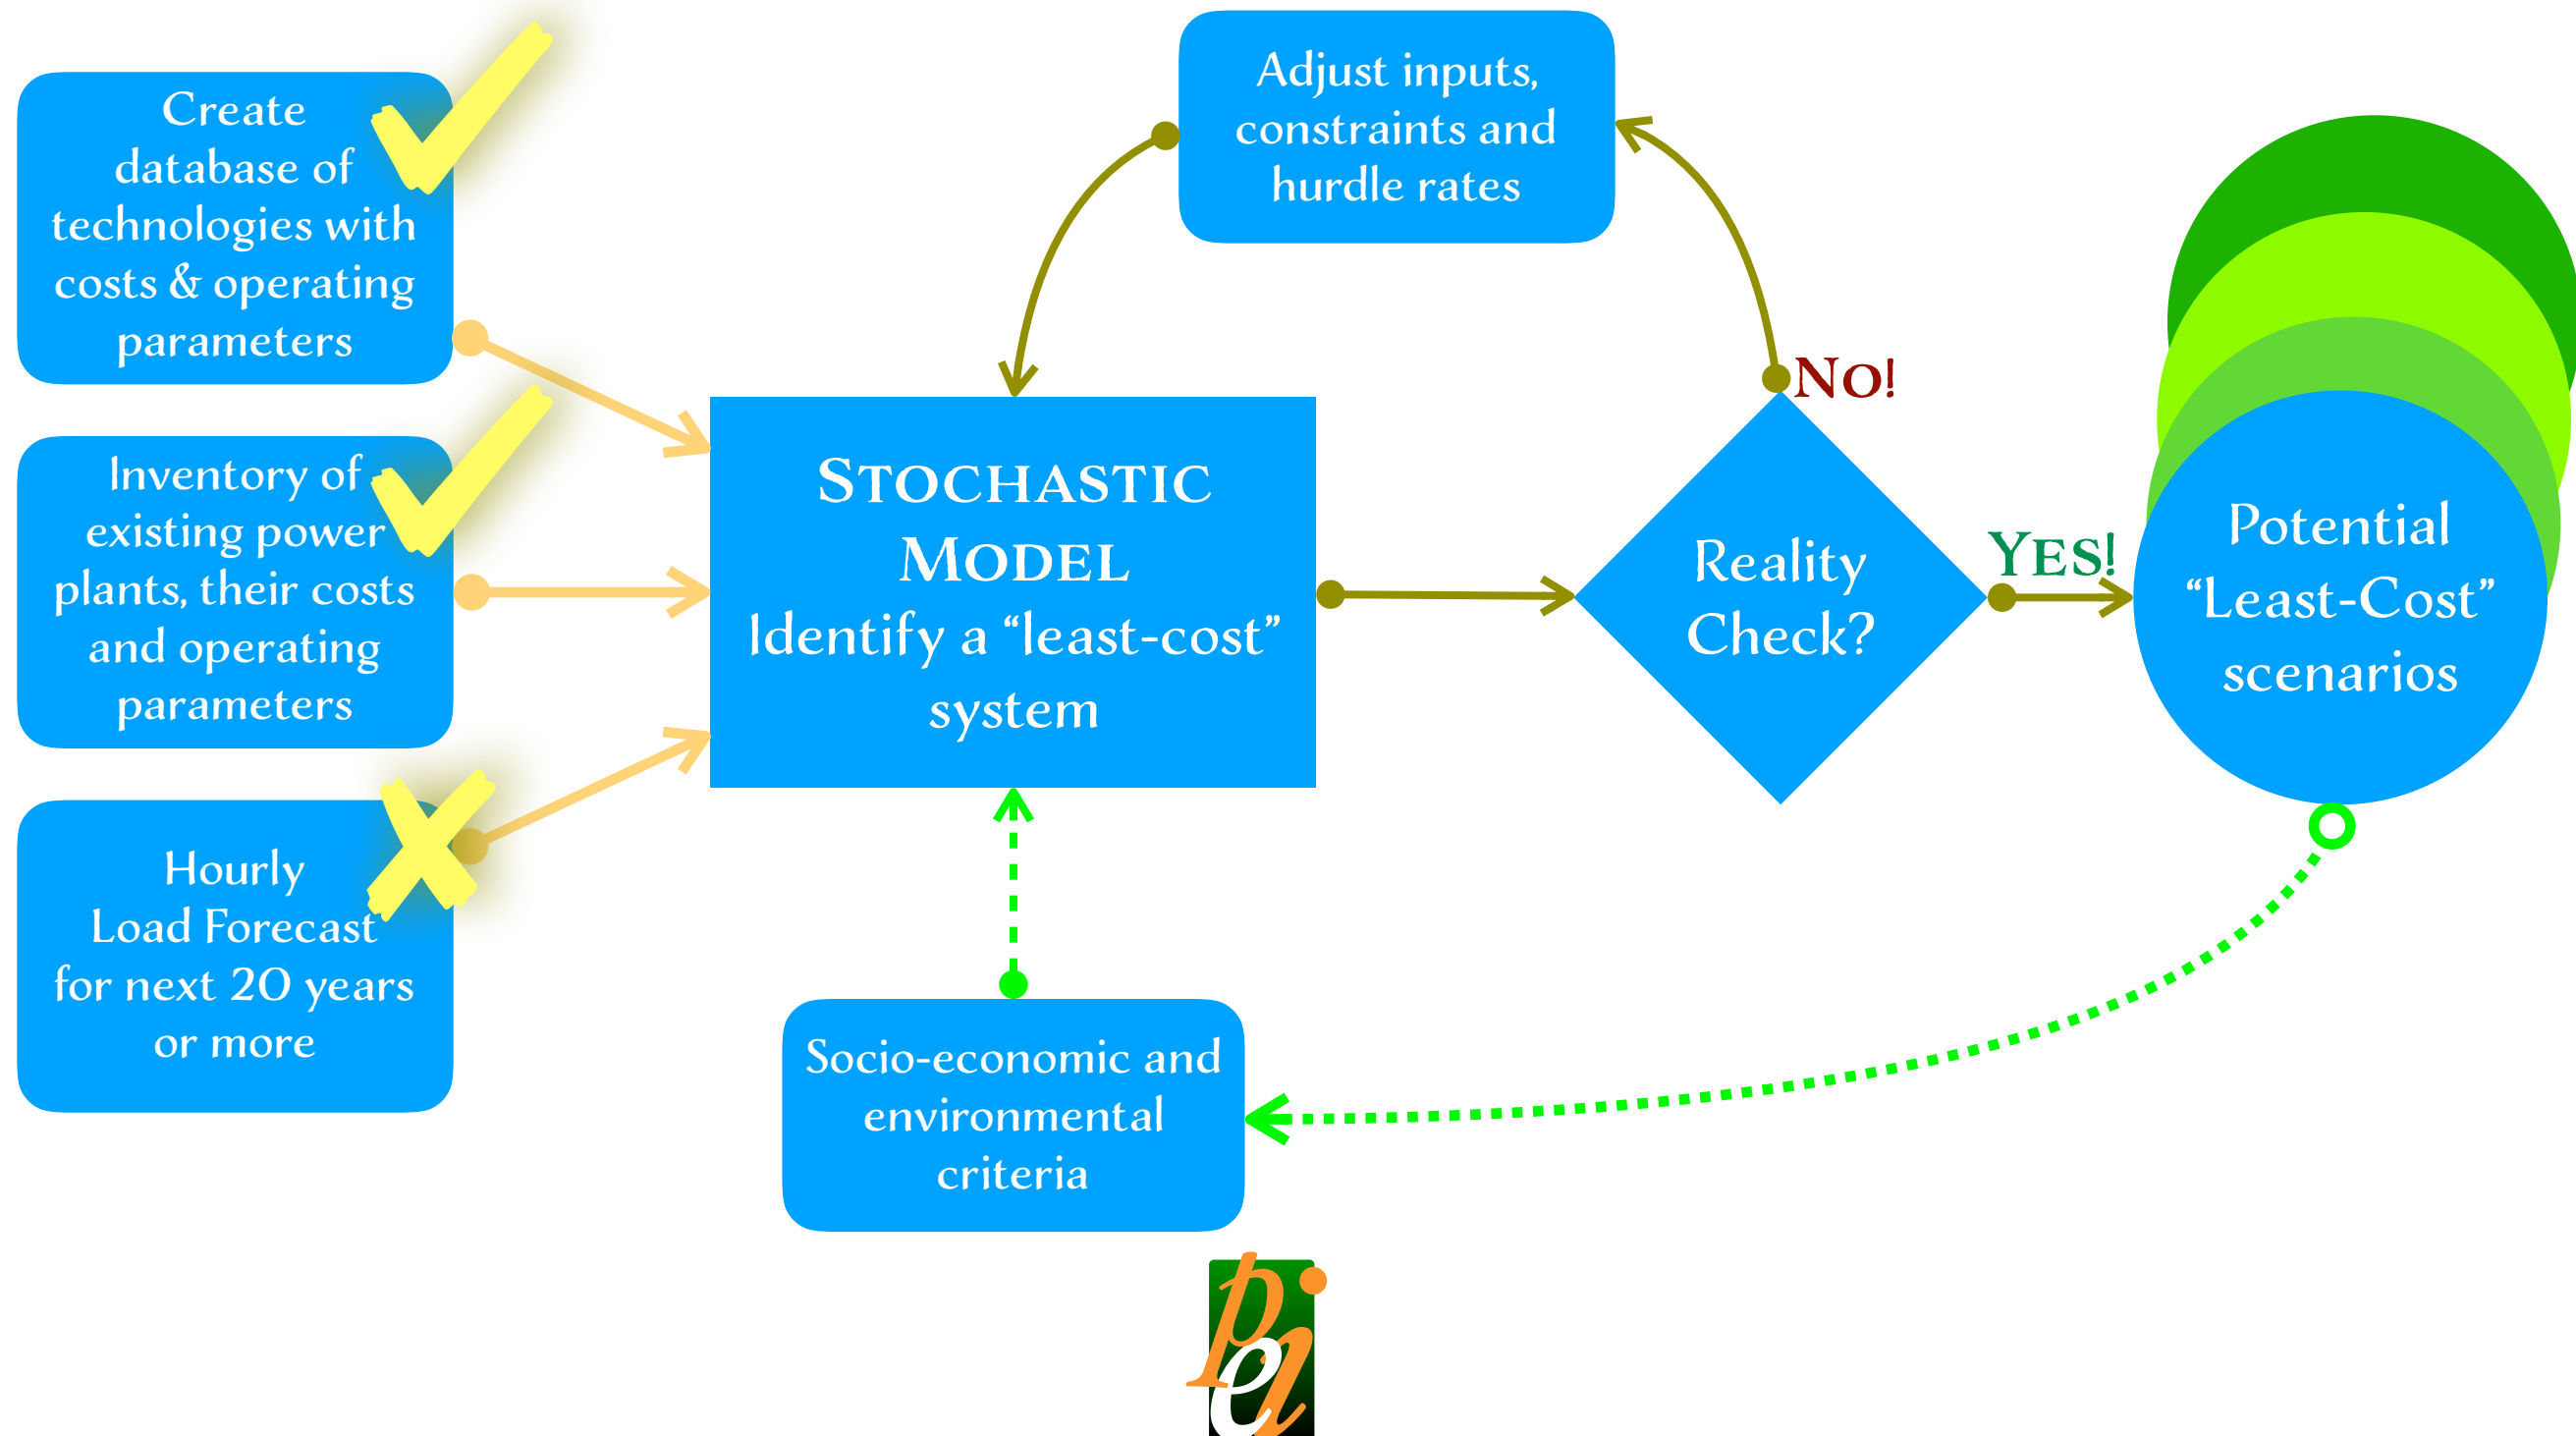 Create
database of
technologies with
costs & operating
parameters
Inventory of
existing power
plants, their costs
and operating
parameters
Hourly
Load Forecast
for next 20 years
or more
Adjust inputs,
constraints and
hurdle rates
STOCHASTIC
MODEL
Identify a “least-cost”
system
Socio-economic and
environmental
criteria
NO!
Reality
Check?
YES!
Potential
“Least-Cost”
scenarios
pei